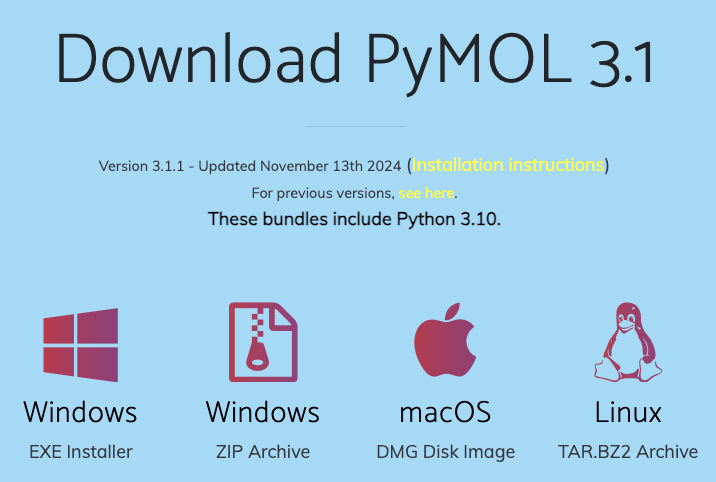 Download PyMOL 3.1
Version 3.1.1 - Updated November 13th 2024 (Installation instructions)
For previous versions, see here.
These bundles include Python 3.10.
Windows
EXE Installer
Windows
ZIP Archive
macOS
DMG Disk Image
Linux
TAR.BZ2 Archive